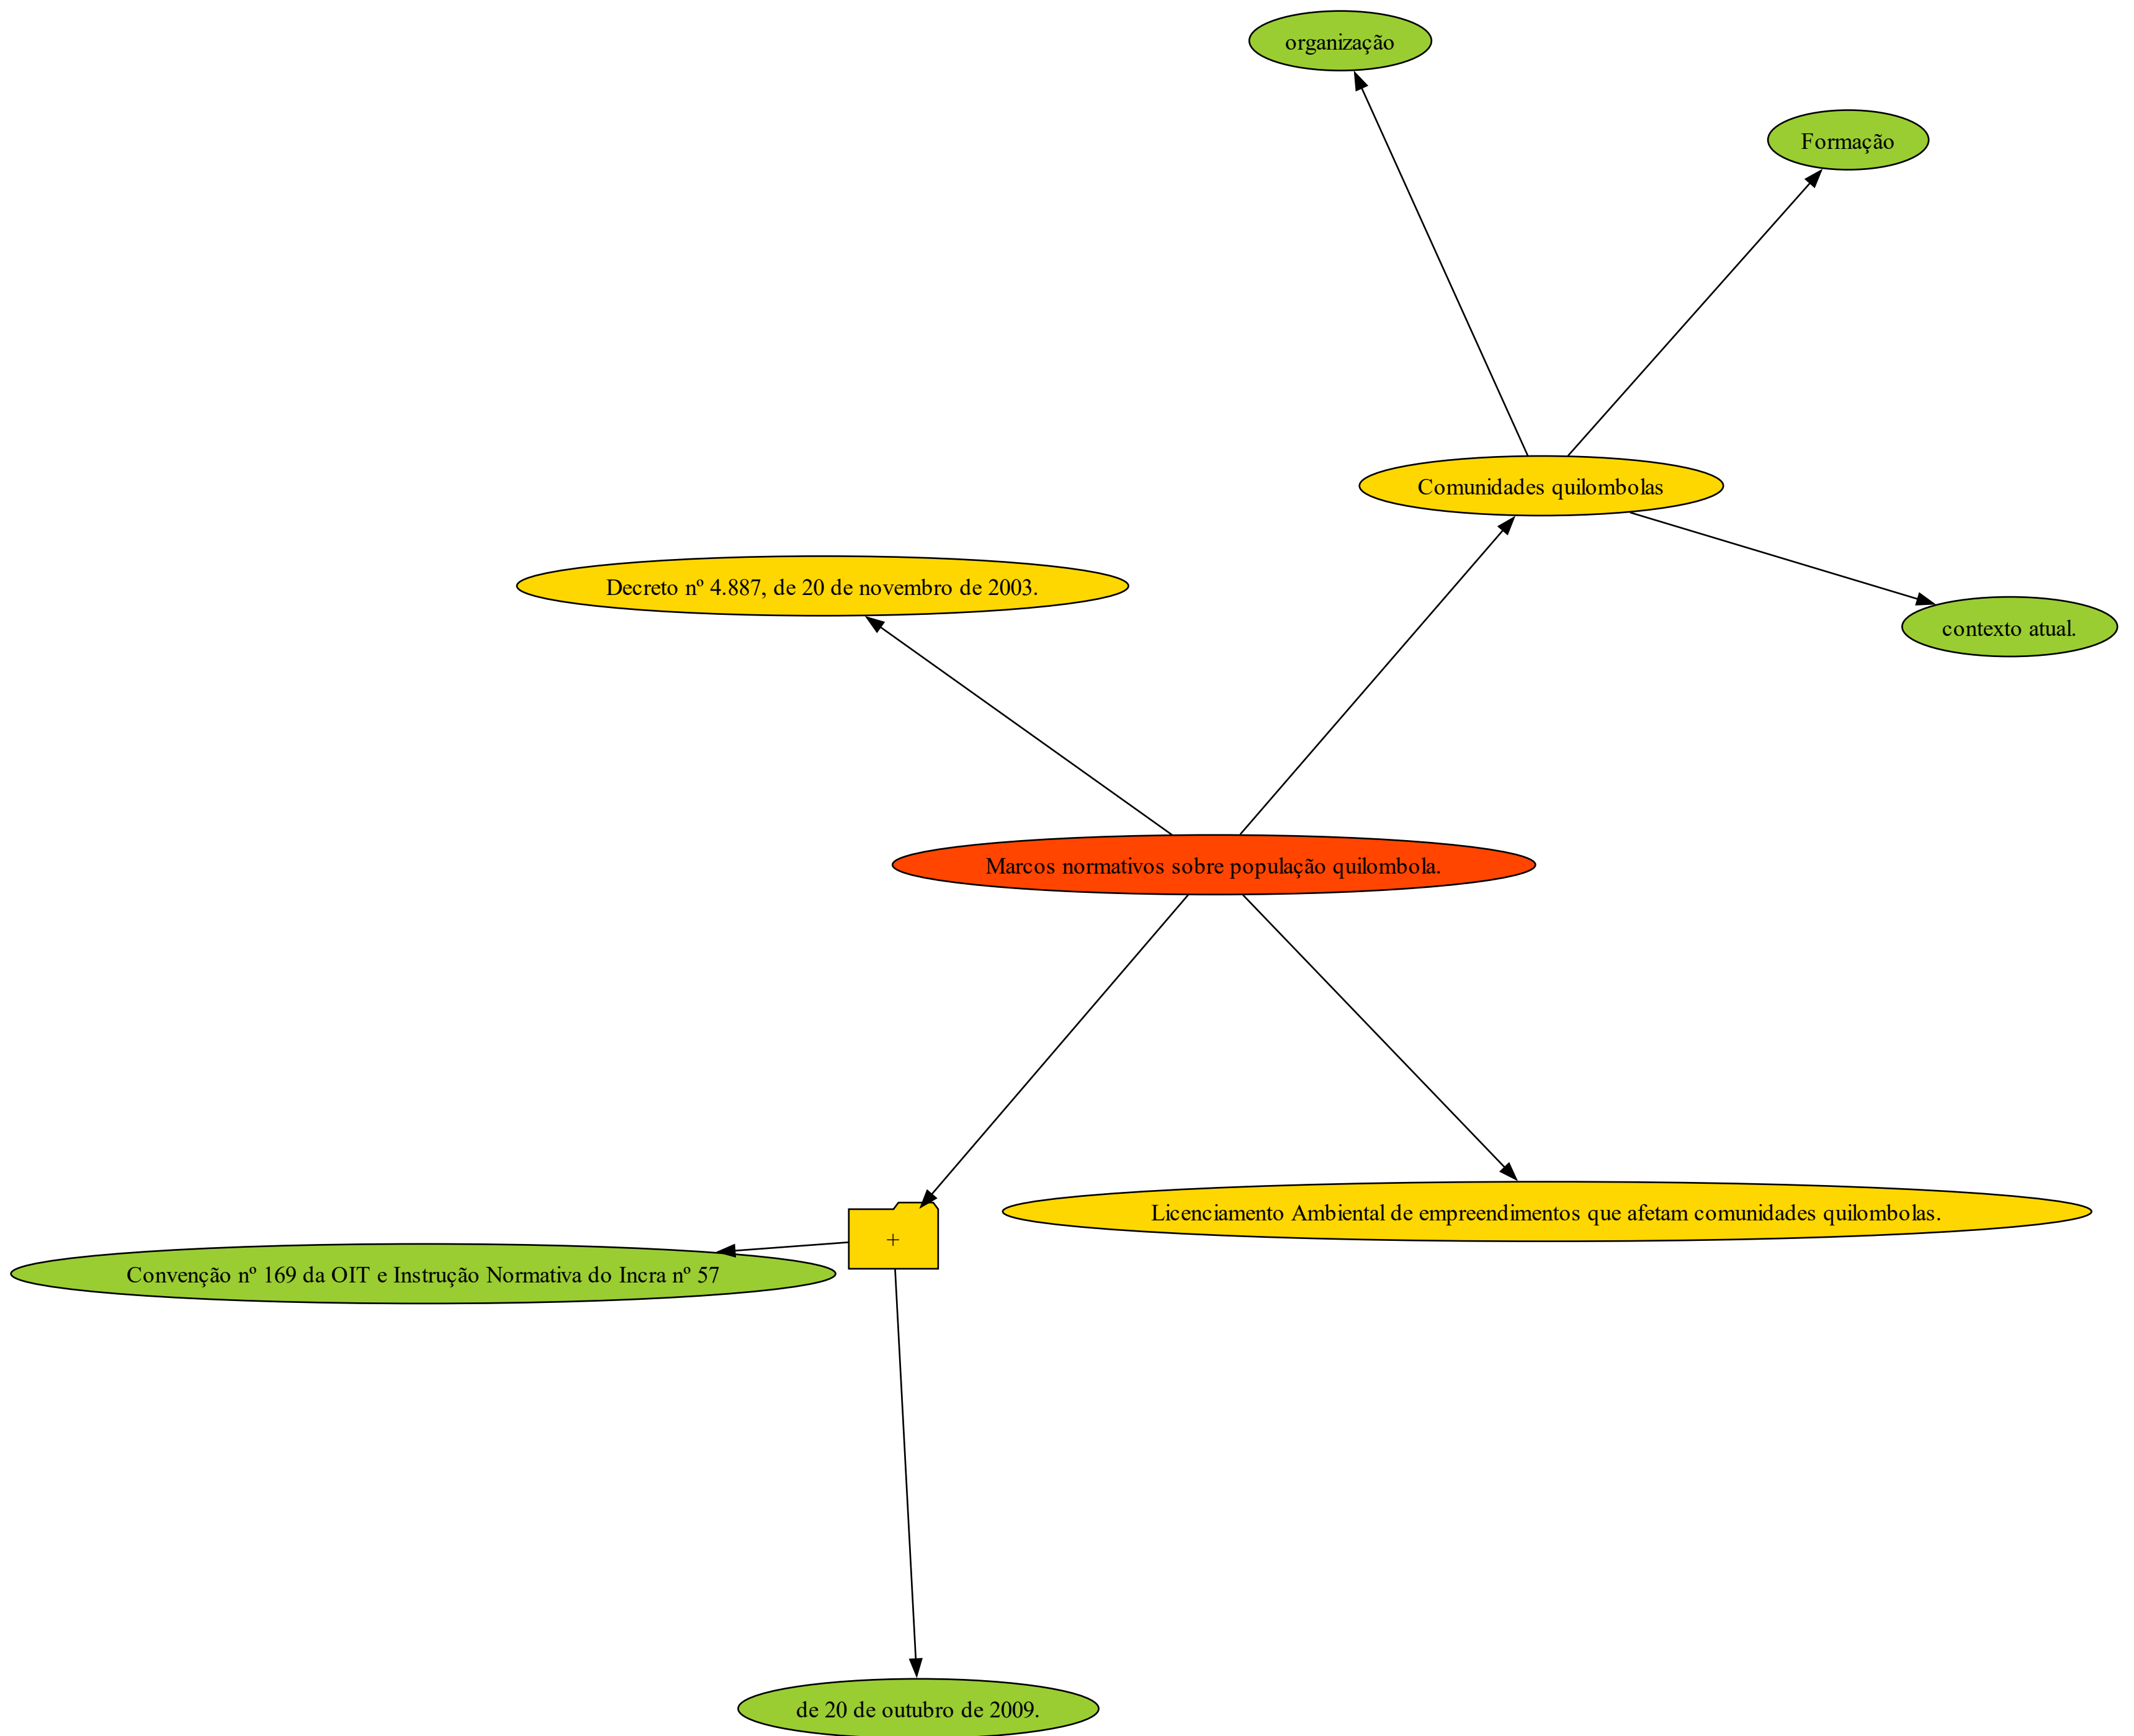 organização
Formação
Comunidades quilombolas
Decreto nº 4.887, de 20 de novembro de 2003.
contexto atual.
Marcos normativos sobre população quilombola.
Licenciamento Ambiental de empreendimentos que afetam comunidades quilombolas.
+
Convenção nº 169 da OIT e Instrução Normativa do Incra nº 57
de 20 de outubro de 2009.